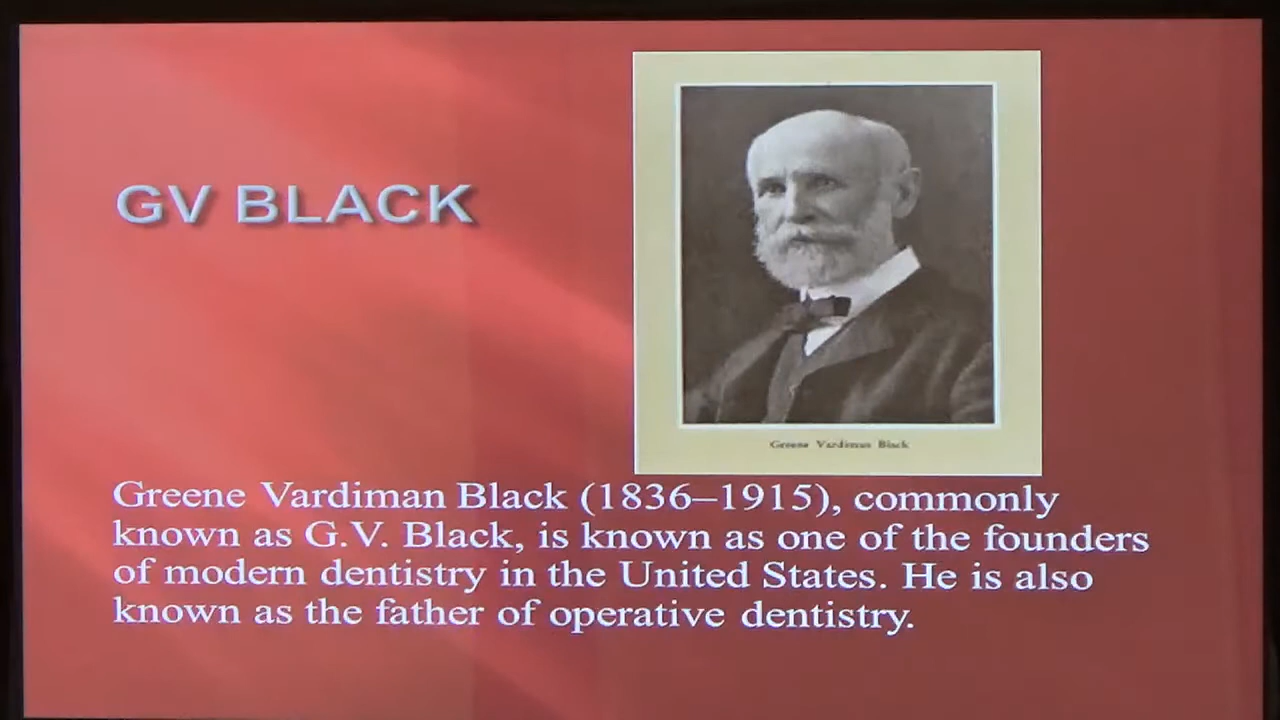 GV BLACK
Greene Vardiman Black
Greene Vardiman Black (1836–1915), commonly
known as G.V. Black, is known as one of the founders
of modern dentistry in the United States. He is also
known as the father of operative dentistry.